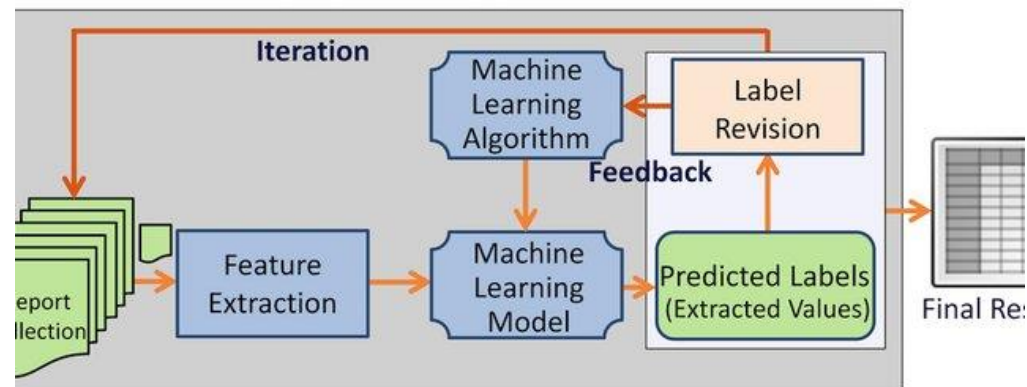 Iteration
Machine
Learning
Algorithm
Label
Revision
Feedback
Feature
Extraction
Machine
Learning
Model
Predicted Labels
(Extracted Values)
eport
llection
Final Res